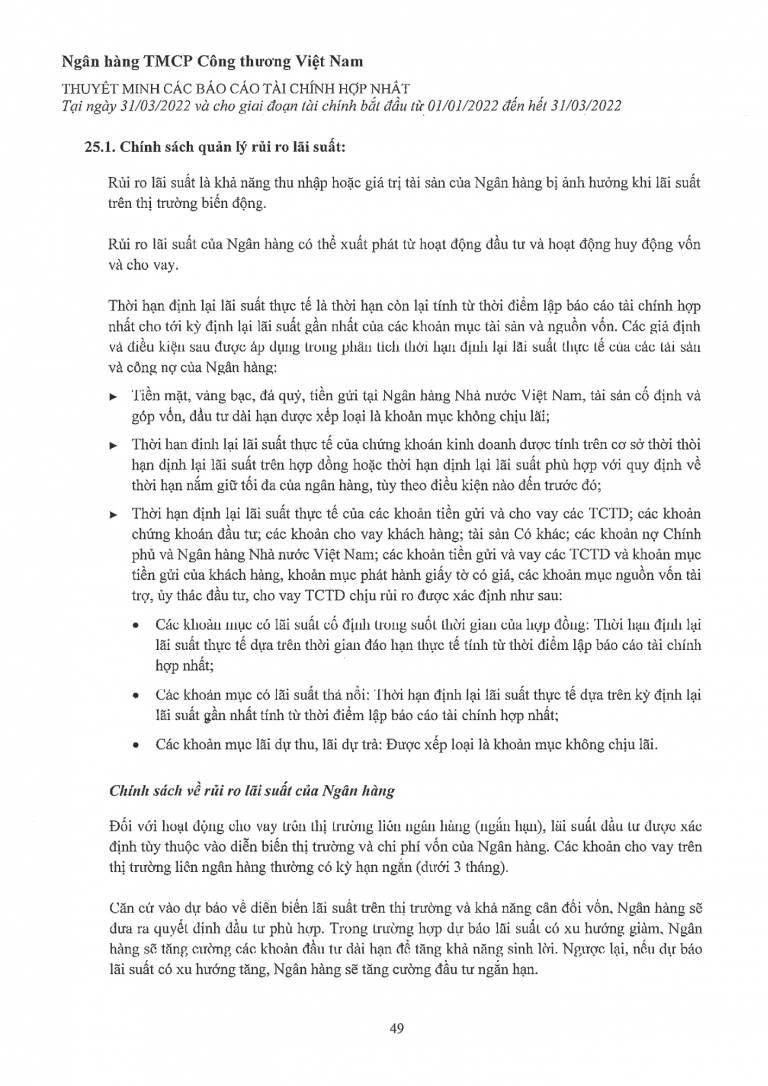 Ngân hàng TMCP Công thương Việt Nam
THUYẾT MINH CÁC BÁO CÁO TÀI CHÍNH HỢP NHẤT
Tại ngày 31/03/2022 và cho giai đoạn tài chính bắt đầu từ 01/01/2022 đến hết 31/03/2022
25.1. Chính sách quản lý rủi ro lãi suất:
Rủi ro lãi suất là khả năng thu nhập hoặc giá trị tài sản của Ngân hàng bị ảnh hưởng khi lãi suất
trên thị trường biến động.
Rủi ro lãi suất của Ngân hàng có thể xuất phát từ hoạt động đầu tư và hoạt động huy động vốn
và cho vay.
Thời hạn định lại lãi suất thực tế là thời hạn còn lại tính từ thời điểm lập báo cáo tài chính hợp
nhất cho tới kỳ định lại lãi suất gần nhất của các khoản mục tài sản và nguồn vốn. Các giả định
và điều kiện sau được áp dụng trong phân tích thời hạn định lại lãi suất thực tế của các tài sản
và công nợ của Ngân hàng:
► Tiền mặt, vàng bạc, đá quý, tiền gửi tại Ngân hàng Nhà nước Việt Nam, tài sản cố định và
góp vốn, đầu tư dài hạn được xếp loại là khoản mục không chịu lãi;
► Thời hạn đinh lại lãi suất thực tế của chứng khoán kinh doanh được tính trên cơ sở thời thòi
hạn định lại lãi suất trên hợp đồng hoặc thời hạn định lại lãi suất phù hợp với quy định về
thời hạn nắm giữ tối đa của ngân hàng, tùy theo điều kiện nào đến trước đó;
► Thời hạn định lại lãi suất thực tế của các khoản tiền gửi và cho vay các TCTD; các khoản
chứng khoán đầu tư; các khoản cho vay khách hàng; tài sản Có khác; các khoản nợ Chính
phủ và Ngân hàng Nhà nước Việt Nam; các khoản tiền gửi và vay các TCTD và khoản mục
tiền gửi của khách hàng, khoản mục phát hành giấy tờ có giá, các khoản mục nguồn vốn tài
trợ, ủy thác đầu tư, cho vay TCTD chịu rủi ro được xác định như sau:
• Các khoản mục có lãi suất cố định trong suốt thời gian của hợp đồng: Thời hạn định lại
lãi suất thực tế dựa trên thời gian đáo hạn thực tế tính từ thời điểm lập báo cáo tài chính
hợp nhất;
• Các khoản mục có lãi suất thả nổi: Thời hạn định lại lãi suất thực tế dựa trên kỳ định lại
lãi suất gần nhất tính từ thời điểm lập báo cáo tài chính hợp nhất;
• Các khoản mục lãi dự thu, lãi dự trả: Được xếp loại là khoản mục không chịu lãi.
Chính sách về rủi ro lãi suất của Ngân hàng
Đối với hoạt động cho vay trên thị trường liên ngân hàng (ngắn hạn), lãi suất đầu tư được xác
định tùy thuộc vào diễn biến thị trường và chi phí vốn của Ngân hàng. Các khoản cho vay trên
thị trường liên ngân hàng thường có kỳ hạn ngắn (dưới 3 tháng).
Căn cứ vào dự báo về diễn biến lãi suất trên thị trường và khả năng cân đối vốn, Ngân hàng sẽ
đưa ra quyết định đầu tư phù hợp. Trong trường hợp dự báo lãi suất có xu hướng giảm, Ngân
hàng sẽ tăng cường các khoản đầu tư dài hạn để tăng khả năng sinh lời. Ngược lại, nếu dự báo
lãi suất có xu hướng tăng, Ngân hàng sẽ tăng cường đầu tư ngắn hạn.
49